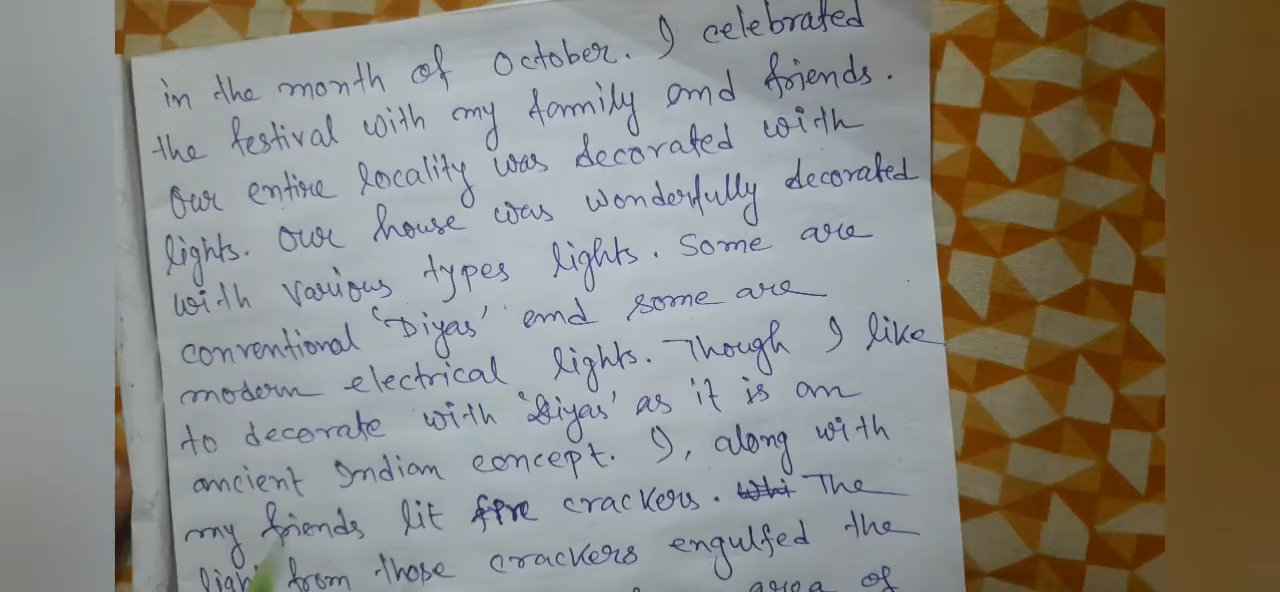 in the month of October. I celebrated
the festival with my family and friends.
Our entire locality was decorated with
lights. Our house was wonderfully decorated
with various types lights. Some are
conventional 'Diyas' and some are
modern electrical lights. Though I like
to decorate with 'Diyas' as it is an
ancient Indian concept. I, along with
my friends lit fire crackers. The
light from those crackers engulfed the
area of